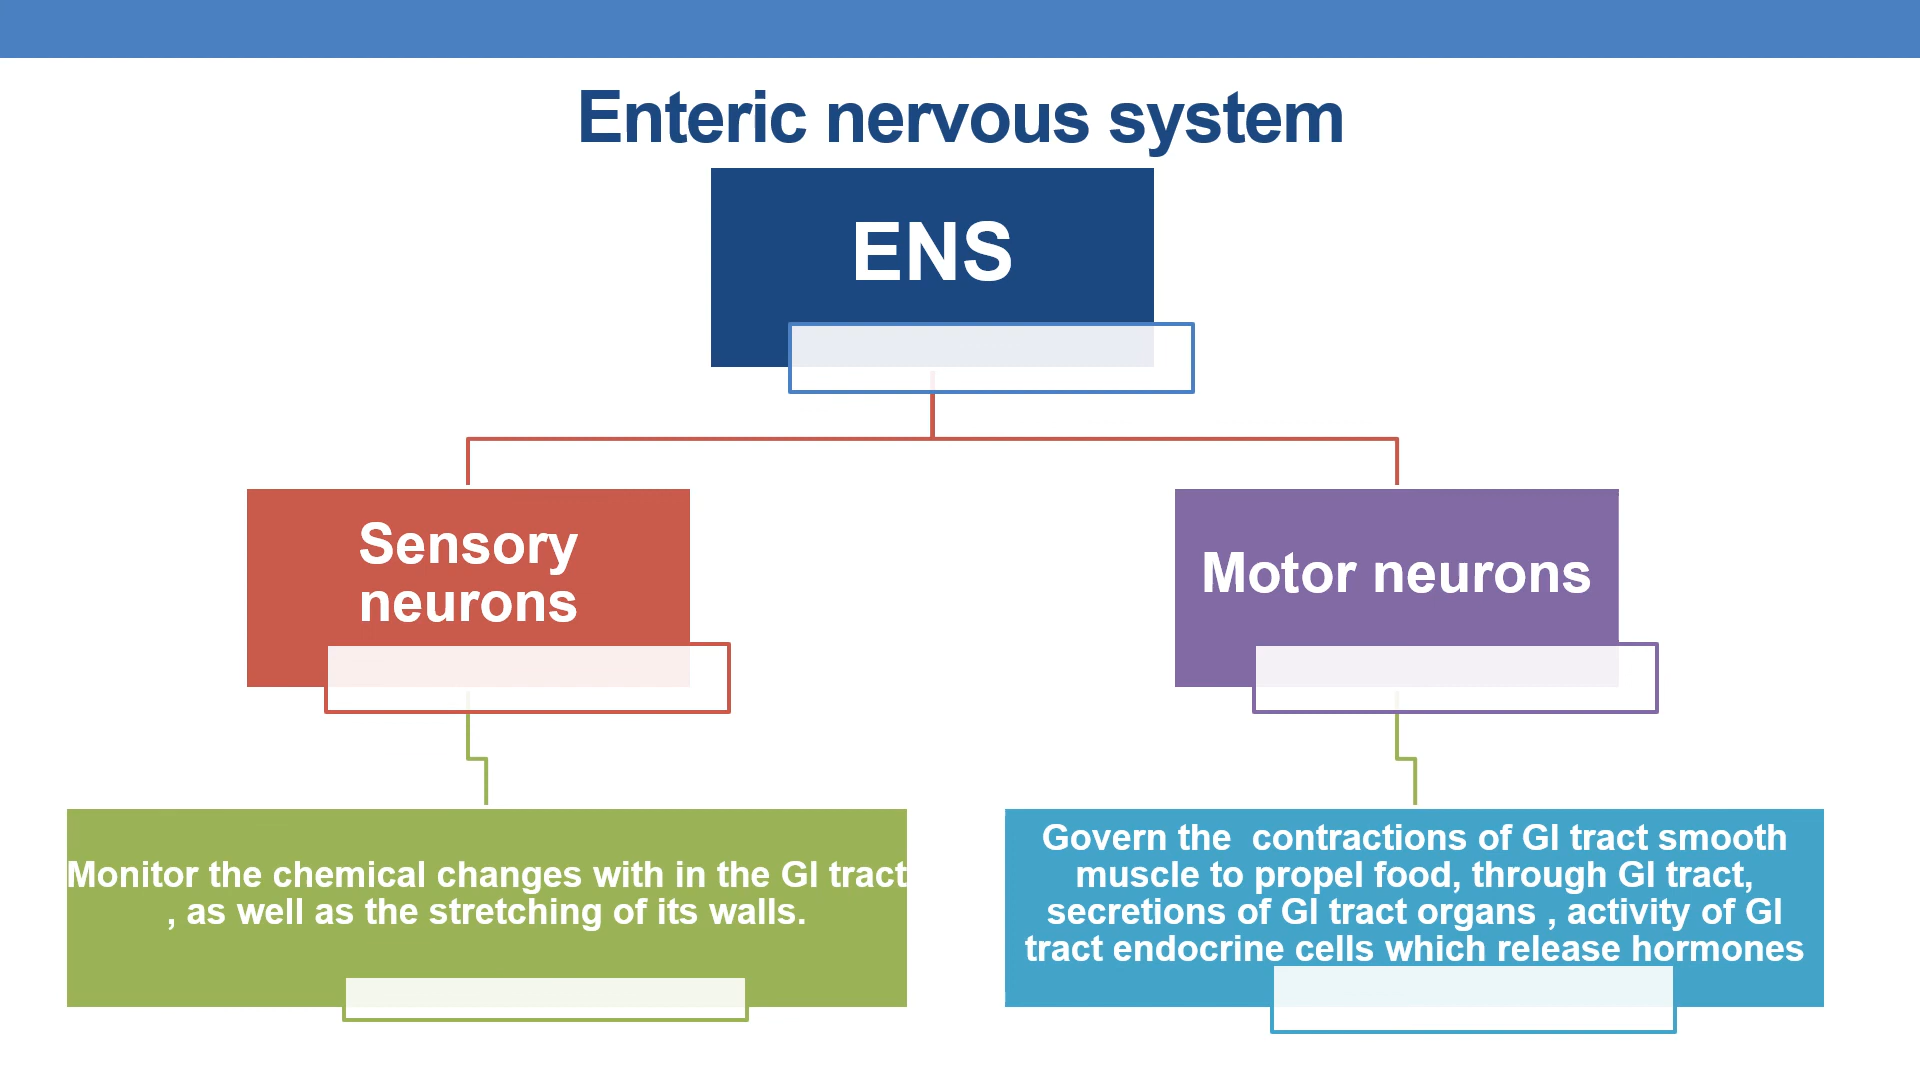 Enteric nervous system
ENS
Sensory
neurons
Motor neurons
Monitor the chemical changes with in the GI tract
, as well as the stretching of its walls.
Govern the  contractions of GI tract smooth
muscle to propel food, through GI tract,
secretions of GI tract organs , activity of GI
tract endocrine cells which release hormones